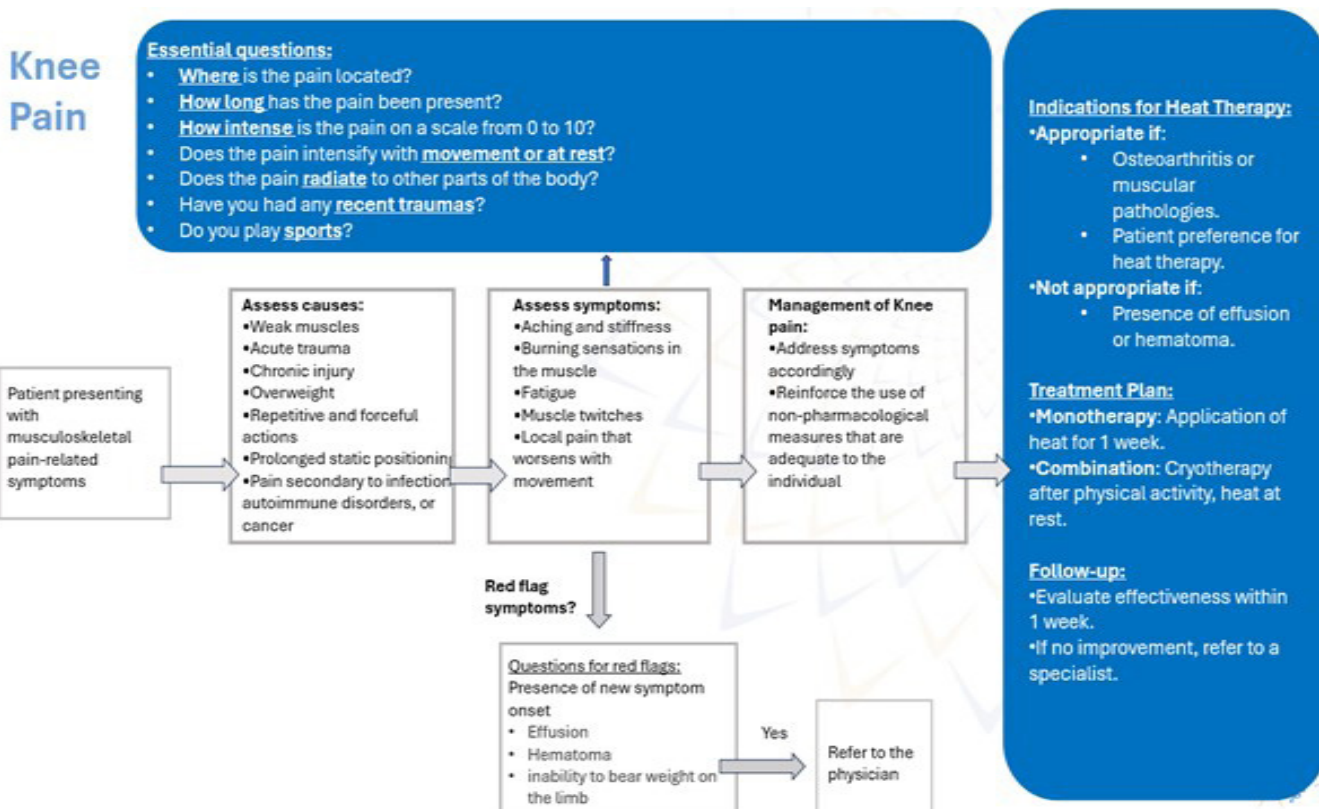 Knee
Pain
Essential questions:
• Where is the pain located?
• How long has the pain been present?
• How intense is the pain on a scale from 0 to 10?
• Does the pain intensify with movement or at rest?
• Does the pain radiate to other parts of the body?
• Have you had any recent traumas?
• Do you play sports?
Patient presenting
with
musculoskeletal
pain-related
symptoms
Assess causes:
•Weak muscles
•Acute trauma
•Chronic injury
•Overweight
•Repetitive and forceful
actions
•Prolonged static positioning
•Pain secondary to infection
autoimmune disorders, or
cancer
Assess symptoms:
•Aching and stiffness
•Burning sensations in
the muscle
•Fatigue
•Muscle twitches
•Local pain that
worsens with
movement
Management of Knee
pain:
•Address symptoms
accordingly
•Reinforce the use of
non-pharmacological
measures that are
adequate to the
individual
Red flag
symptoms?
Questions for red flags:
Presence of new symptom
onset
• Effusion
• Hematoma
• inability to bear weight on
the limb
Yes
Refer to the
physician
Indications for Heat Therapy:
•Appropriate if:
• Osteoarthritis or
muscular
pathologies.
• Patient preference for
heat therapy.
•Not appropriate if:
• Presence of effusion
or hematoma.
Treatment Plan:
•Monotherapy: Application of
heat for 1 week.
•Combination: Cryotherapy
after physical activity, heat at
rest.
Follow-up:
•Evaluate effectiveness within
1 week.
•If no improvement, refer to a
specialist.